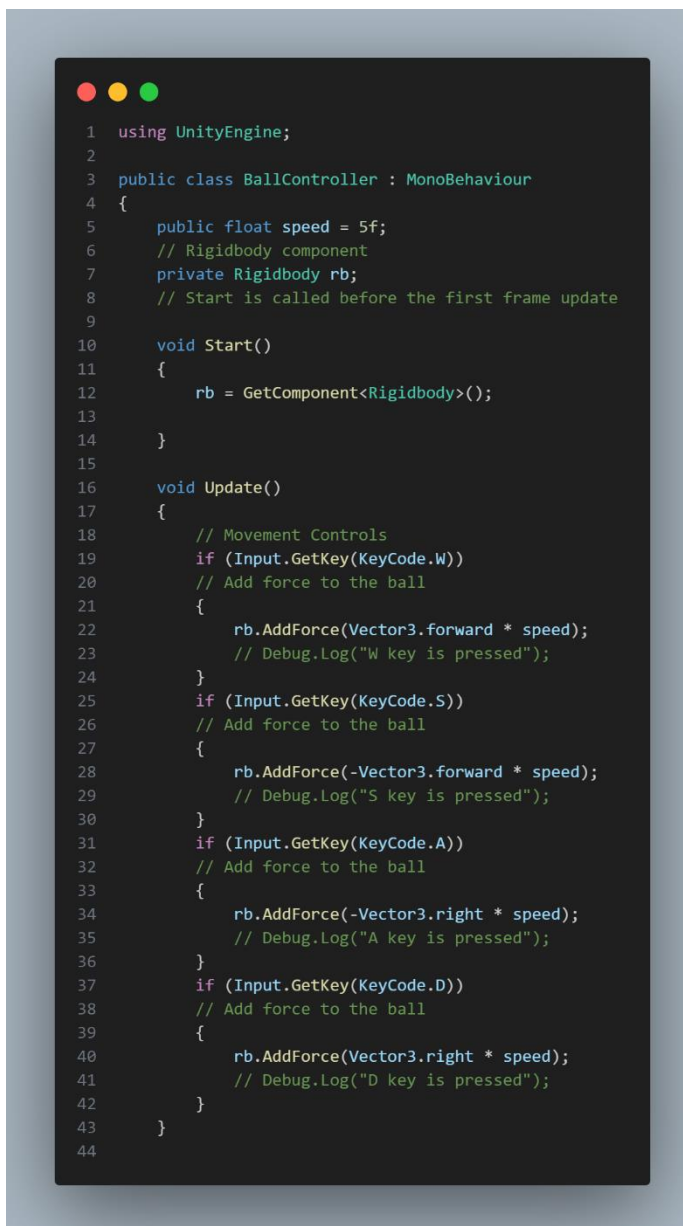 1 using UnityEngine;
2
3 public class BallController : MonoBehaviour
4 {
5     public float speed = 5f;
6     // Rigidbody component
7     private Rigidbody rb;
8     // Start is called before the first frame update
9
10     void Start()
11     {
12         rb = GetComponent<Rigidbody>();
13
14     }
15
16     void Update()
17     {
18         // Movement Controls
19         if (Input.GetKey(KeyCode.W))
20         // Add force to the ball
21         {
22             rb.AddForce(Vector3.forward * speed);
23             // Debug.Log("W key is pressed");
24         }
25         if (Input.GetKey(KeyCode.S))
26         // Add force to the ball
27         {
28             rb.AddForce(-Vector3.forward * speed);
29             // Debug.Log("S key is pressed");
30         }
31         if (Input.GetKey(KeyCode.A))
32         // Add force to the ball
33         {
34             rb.AddForce(-Vector3.right * speed);
35             // Debug.Log("A key is pressed");
36         }
37         if (Input.GetKey(KeyCode.D))
38         // Add force to the ball
39         {
40             rb.AddForce(Vector3.right * speed);
41             // Debug.Log("D key is pressed");
42         }
43     }
44